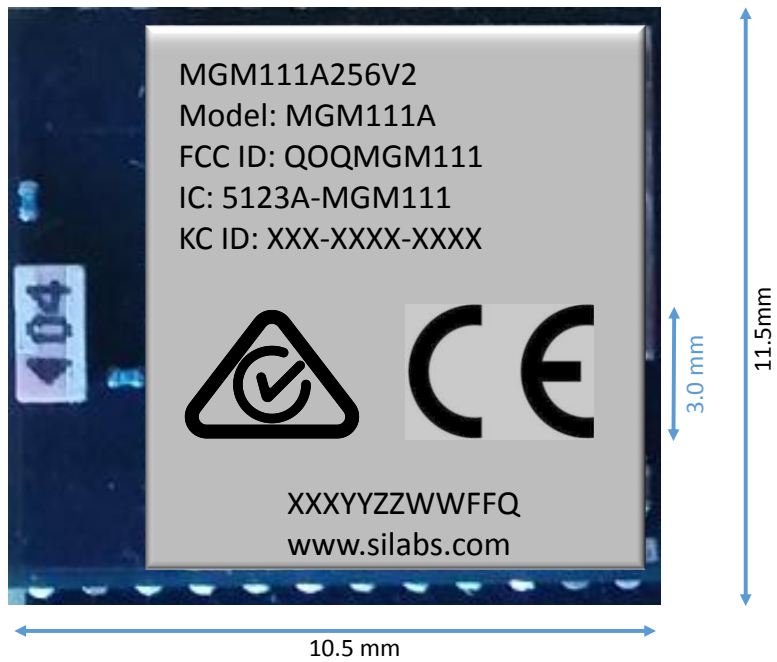 MGM111A256V2
Model: MGM111A
FCC ID: QOQMGM111
IC: 5123A-MGM111
KC ID: XXX-XXXX-XXXX
104
CE
3.0 mm
11.5mm
XXXYYZZWWFFQ
www.silabs.com
10.5 mm